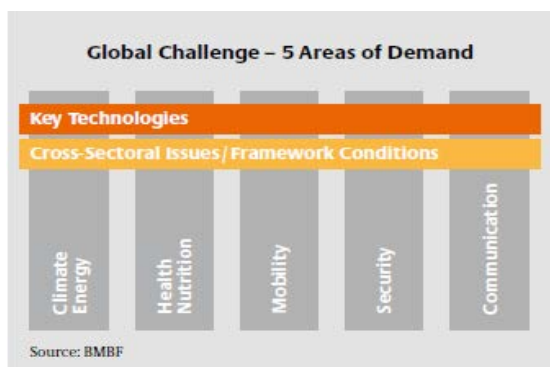 Global Challenge – 5 Areas of Demand
Key Technologies
Cross-Sectoral Issues/Framework Conditions
Climate
Energy
Health
Nutrition
Mobility
Security
Communication
Source: BMBF